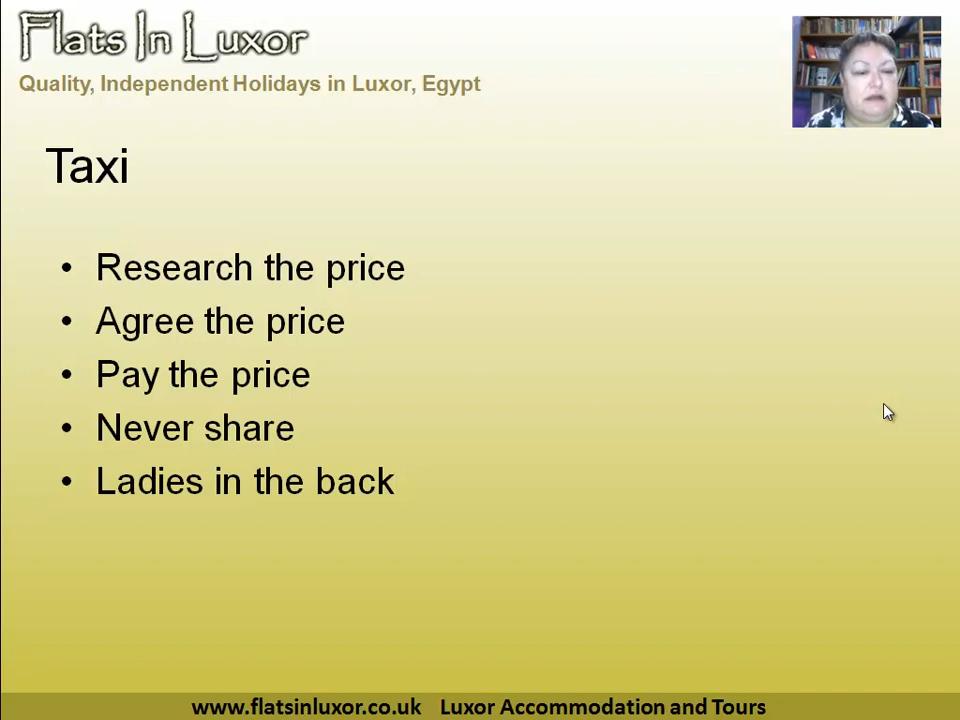 Flats In Luxor
Quality, Independent Holidays in Luxor, Egypt
Taxi
• Research the price
• Agree the price
• Pay the price
• Never share
• Ladies in the back
www.flatsinluxor.co.uk Luxor Accommodation and Tours